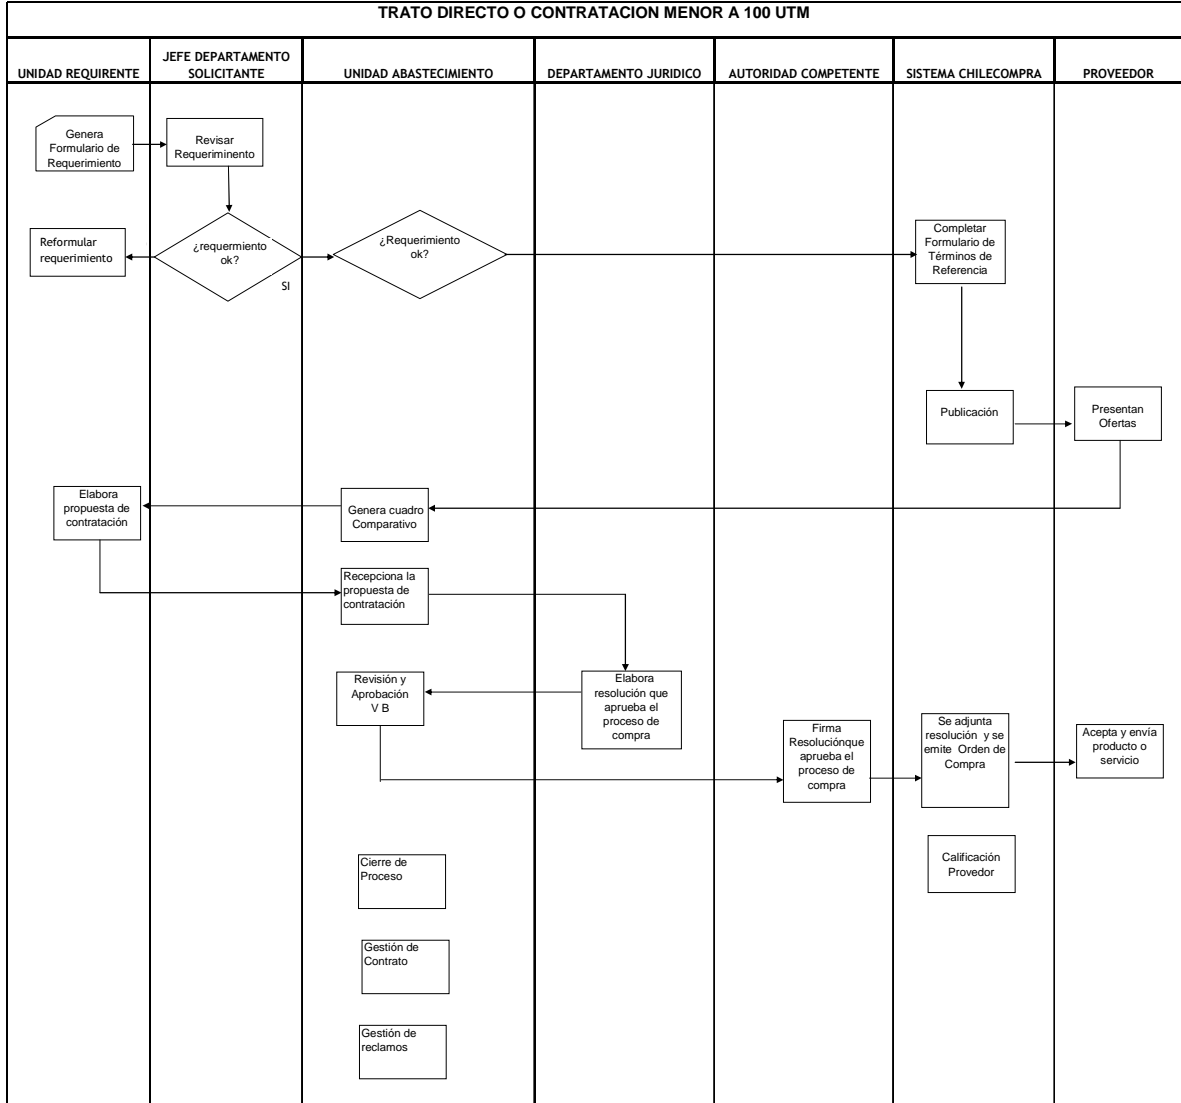 TRATO DIRECTO O CONTRATACION MENOR A 100 UTM
UNIDAD REQUIRENTE
JEFE DEPARTAMENTO
SOLICITANTE
UNIDAD ABASTECIMIENTO
DEPARTAMENTO JURIDICO
AUTORIDAD COMPETENTE
SISTEMA CHILECOMPRA
PROVEEDOR
Genera
Formulario de
Requerimiento
Revisar
Requeriminento
Reformular
requerimiento
¿requermiento
ok?
SI
¿Requerimiento
ok?
Completar
Formulario de
Términos de
Referencia
Publicación
Presentan
Ofertas
Elabora
propuesta de
contratación
Genera cuadro
Comparativo
Recepciona la
propuesta de
contratación
Revisión y
Aprobación
V B
Elabora
resolución que
aprueba el
proceso de
compra
Firma
Resoluciónque
aprueba el
proceso de
compra
Se adjunta
resolución y se
emite Orden de
Compra
Acepta y envía
producto o
servicio
Cierre de
Proceso
Calificación
Provedor
Gestión de
Contrato
Gestión de
reclamos